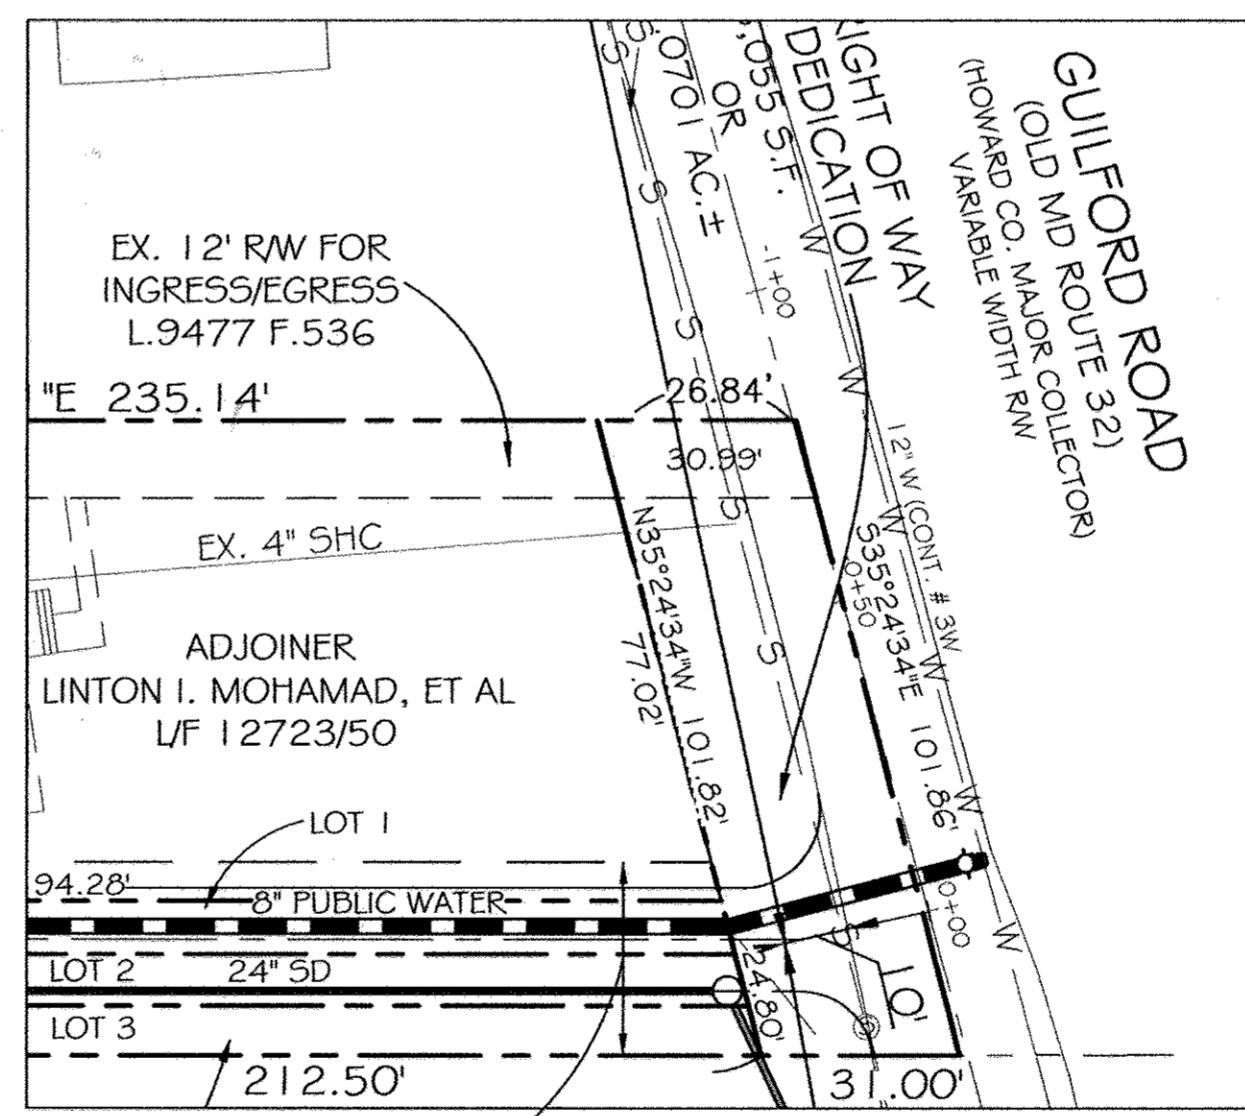 RIGHT OF WAY
DEDICATION
,055 S.F.
OR
.0701 AC.±
GUILFORD ROAD
(OLD MD ROUTE 32)
(HOWARD CO. MAJOR COLLECTOR)
VARIABLE WIDTH R/W
EX. 12' R/W FOR
INGRESS/EGRESS
L.9477 F.536
"E 235.14'
26.84'
30.99'
-1+00
12" W (CONT. # 3W
EX. 4" SHC
N35°24'34"W 101.82'
77.02'
S35°24'34"E 101.86'
0+50
ADJOINER
LINTON I. MOHAMAD, ET AL
L/F 12723/50
LOT 1
94.28'
8" PUBLIC WATER
0+00
LOT 2
24" SD
24.80'
10'
LOT 3
212.50'
31.00'
S
S
S
S
S
S
S
S
W
W
W
W
W
W